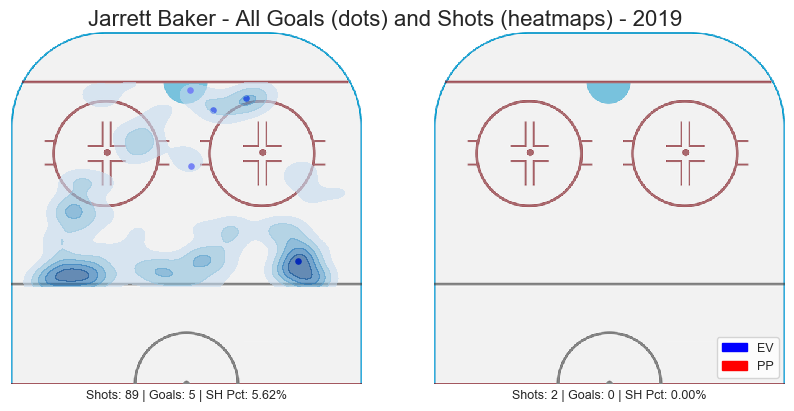 Jarrett Baker - All Goals (dots) and Shots (heatmaps) - 2019
EV
PP
Shots: 89 | Goals: 5 | SH Pct: 5.62%
Shots: 2 | Goals: 0 | SH Pct: 0.00%